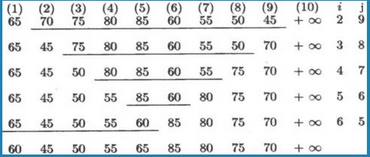 (1) (2) (3) (4) (5) (6) (7) (8) (9) (10) i j
65 70 75 80 85 60 55 50 45 + ∞ 2 9
65 45 75 80 85 60 55 50 70 + ∞ 3 8
65 45 50 80 85 60 55 75 70 + ∞ 4 7
65 45 50 55 85 60 80 75 70 + ∞ 5 6
65 45 50 55 60 85 80 75 70 + ∞ 6 5
60 45 50 55 65 85 80 75 70 + ∞